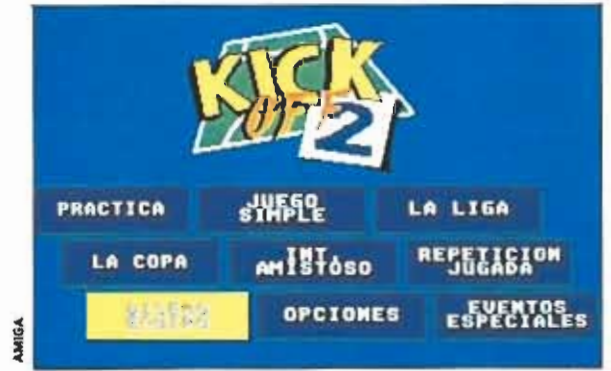 KICK
OFF
2
PRACTICA
JUEGO
SIMPLE
LA LIGA
LA COPA
INT.
AMISTOSO
REPETICION
JUGADA
OPCIONES
EVENTOS
ESPECIALES
AMIGA